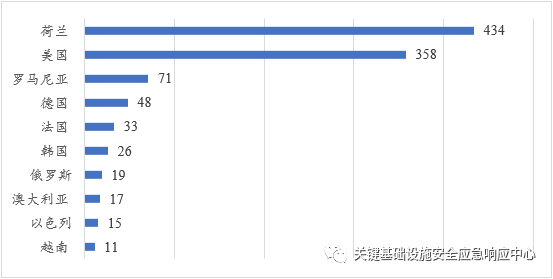 荷兰 434
美国 358
罗马尼亚 71
德国 48
法国 33
韩国 26
俄罗斯 19
澳大利亚 17
以色列 15
越南 11
关键基础设施安全应急响应中心